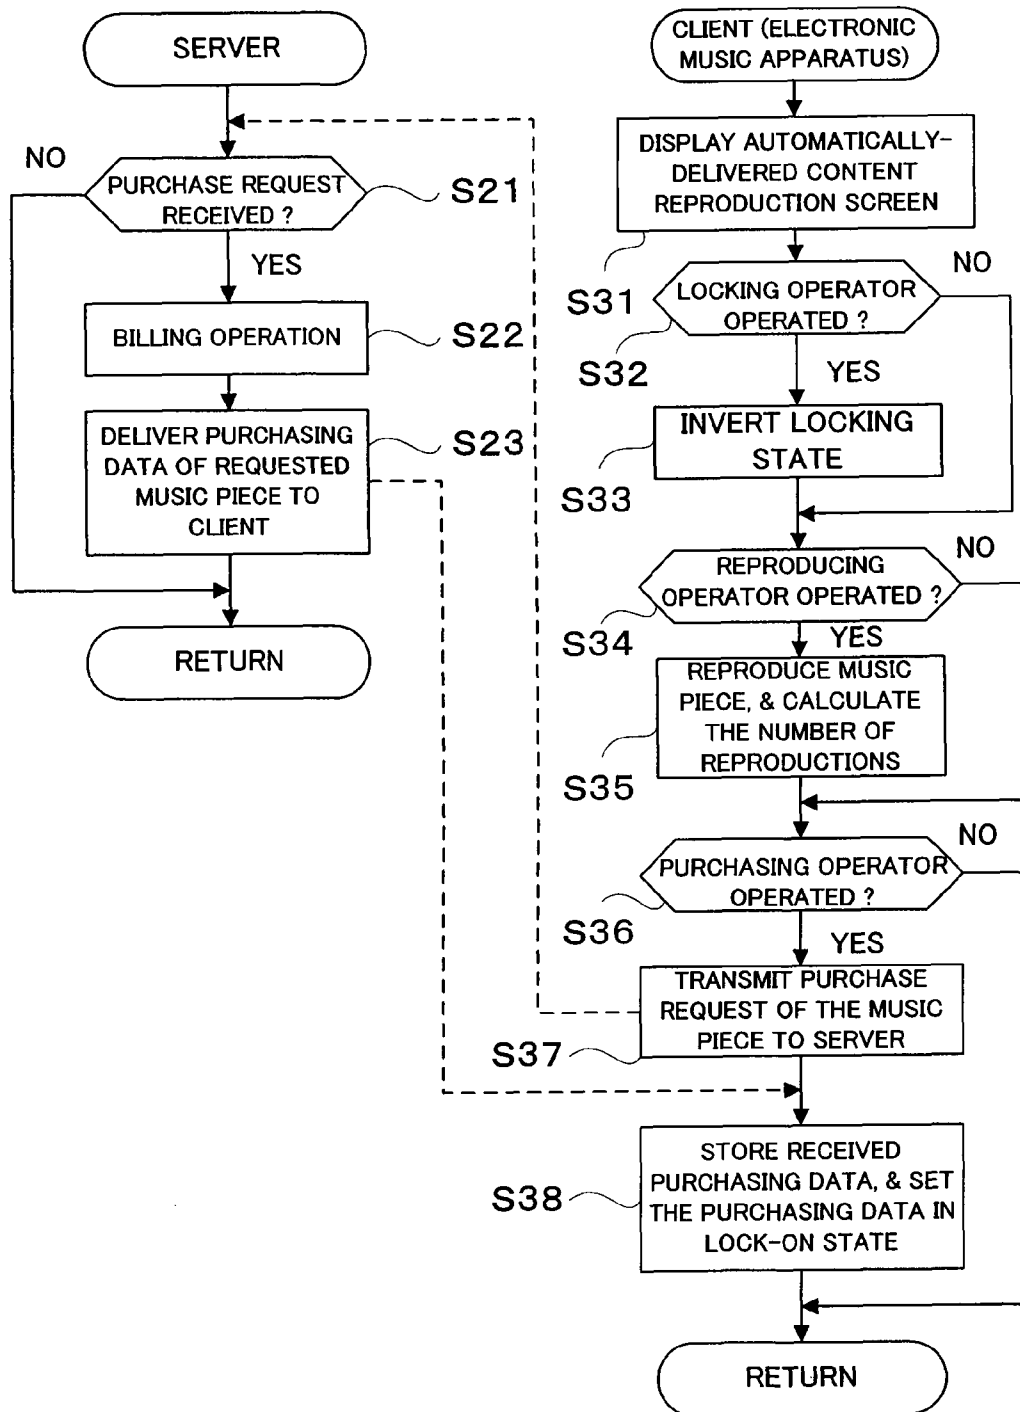 SERVER
NO
PURCHASE REQUEST
RECEIVED ?
S21
YES
BILLING OPERATION
S22
DELIVER PURCHASING
DATA OF REQUESTED
MUSIC PIECE TO
CLIENT
S23
RETURN
CLIENT (ELECTRONIC
MUSIC APPARATUS)
DISPLAY AUTOMATICALLY-
DELIVERED CONTENT
REPRODUCTION SCREEN
S31
NO
LOCKING OPERATOR
OPERATED ?
S32
YES
INVERT LOCKING
STATE
S33
NO
REPRODUCING
OPERATOR OPERATED ?
S34
YES
REPRODUCE MUSIC
PIECE, & CALCULATE
THE NUMBER OF
REPRODUCTIONS
S35
NO
PURCHASING OPERATOR
OPERATED ?
S36
YES
TRANSMIT PURCHASE
REQUEST OF THE MUSIC
PIECE TO SERVER
S37
STORE RECEIVED
PURCHASING DATA, & SET
THE PURCHASING DATA IN
LOCK-ON STATE
S38
RETURN